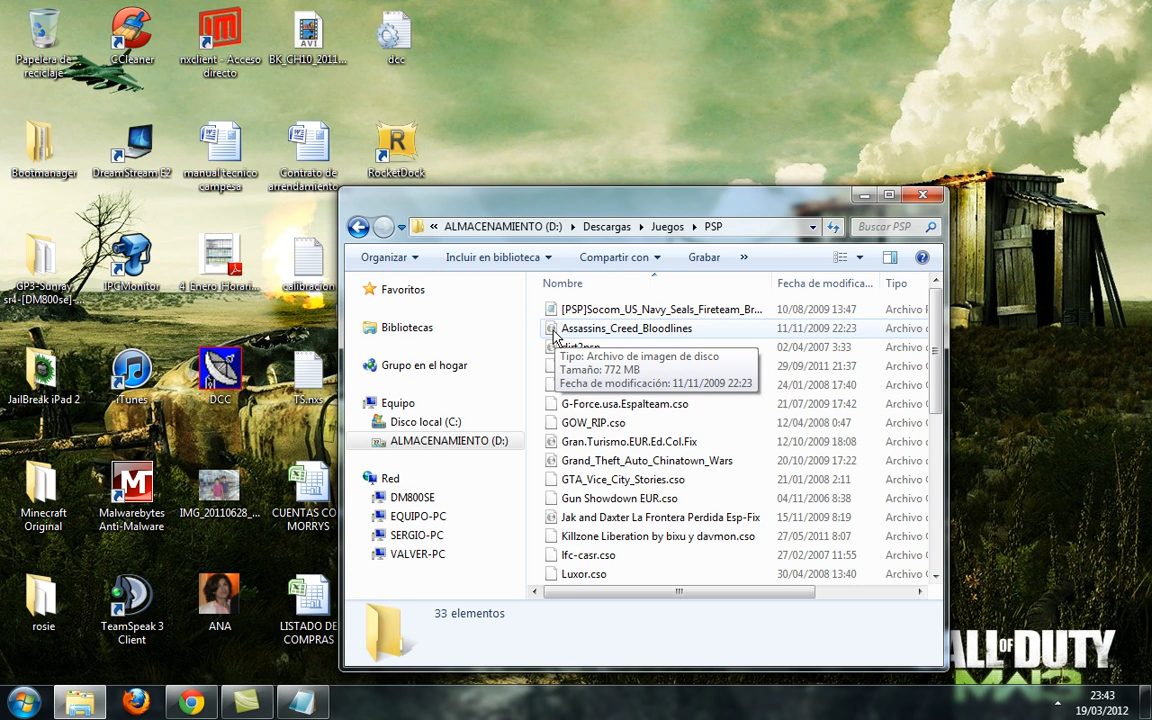 Papelera de
reciclaje
CCleaner
nxclient - Acceso
directo
BK_CH10_2011...
dcc
Bootmanager
DreamStream E2
manual tecnico
campesa
Contrato de
arrendamiento...
RocketDock
GP3-Sunray
sr4-[DM800se]-...
IPCMonitor
4_Enero_Horari...
calibracion
JailBreak iPad 2
iTunes
DCC
TS.nxs
Minecraft
Original
Malwarebytes
Anti-Malware
IMG_20110628_...
CUENTAS CO
MORRYS
rosie
TeamSpeak 3
Client
ANA
LISTADO DE
COMPRAS
« ALMACENAMIENTO (D:) Descargas Juegos PSP
Buscar PSP
Organizar Incluir en biblioteca Compartir con Grabar »
Favoritos
Bibliotecas
Grupo en el hogar
Equipo
Disco local (C:)
ALMACENAMIENTO (D:)
Red
DM800SE
EQUIPO-PC
SERGIO-PC
VALVER-PC
Nombre Fecha de modifica... Tipo
[PSP]Socom_US_Navy_Seals_Fireteam_Br... 10/08/2009 13:47 Archivo
Assassins_Creed_Bloodlines 11/11/2009 22:23 Archivo
02/04/2007 3:33 Archivo
29/09/2011 21:37 Archivo
24/01/2008 17:40 Archivo
Tipo: Archivo de imagen de disco
Tamaño: 772 MB
Fecha de modificación: 11/11/2009 22:23
G-Force.usa.Espalteam.cso 21/07/2009 17:42 Archivo
GOW_RIP.cso 12/04/2008 0:47 Archivo
Gran.Turismo.EUR.Ed.Col.Fix 12/10/2009 18:08 Archivo
Grand_Theft_Auto_Chinatown_Wars 20/10/2009 17:22 Archivo
GTA_Vice_City_Stories.cso 21/01/2008 2:11 Archivo
Gun Showdown EUR.cso 04/11/2006 8:38 Archivo
Jak and Daxter La Frontera Perdida Esp-Fix 15/11/2009 8:19 Archivo
Killzone Liberation by bixu y davmon.cso 27/05/2011 8:07 Archivo
lfc-casr.cso 27/02/2007 11:55 Archivo
Luxor.cso 30/04/2008 13:40 Archivo
33 elementos
ALL OF DUTY
MW3
23:43
19/03/2012